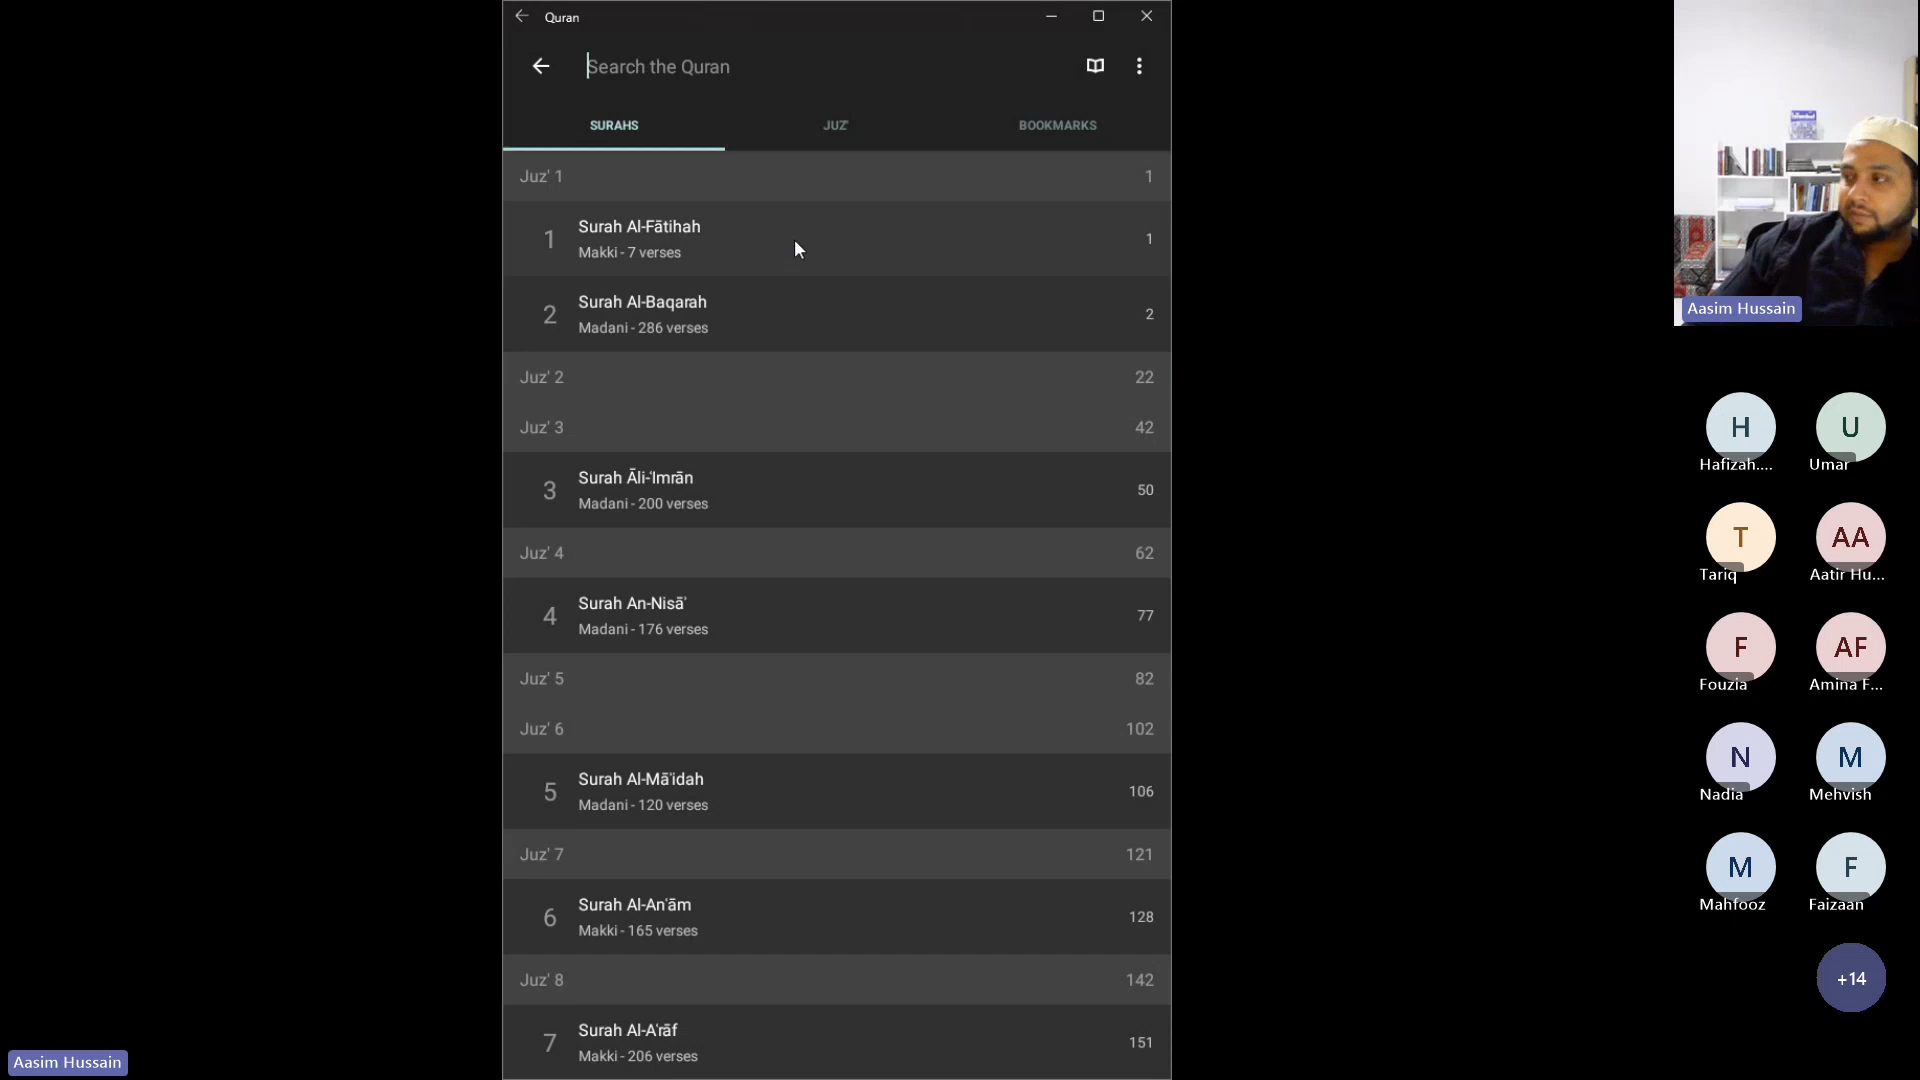 Quran
Search the Quran
SURAHS
JUZ'
BOOKMARKS
Juz' 1
1
1
Surah Al-Fātihah
Makki - 7 verses
1
2
Surah Al-Baqarah
Madani - 286 verses
2
Juz' 2
22
Juz' 3
42
3
Surah Āli-'Imrān
Madani - 200 verses
50
Juz' 4
62
4
Surah An-Nisā'
Madani - 176 verses
77
Juz' 5
82
Juz' 6
102
5
Surah Al-Mā'idah
Madani - 120 verses
106
Juz' 7
121
6
Surah Al-An'ām
Makki - 165 verses
128
Juz' 8
142
7
Surah Al-A'rāf
Makki - 206 verses
151
Aasim Hussain
Aasim Hussain
H
U
Hafizah....
Umar
T
AA
Tariq
Aatir Hu...
F
AF
Fouzia
Amina F...
N
M
Nadia
Mehvish
M
F
Mahfooz
Faizaan
+14